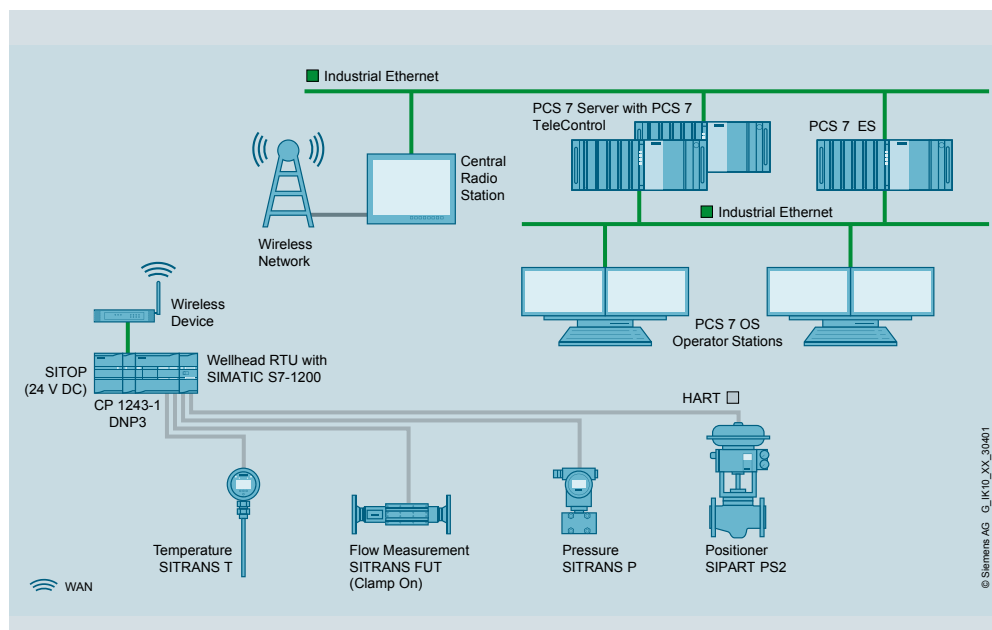 Industrial Ethernet
PCS 7 Server with PCS 7
TeleControl
PCS 7  ES
Central
Radio
Station
Industrial Ethernet
Wireless
Network
Wireless
Device
PCS 7 OS
Operator Stations
SITOP
(24 V DC)
Wellhead RTU with
SIMATIC S7-1200
CP 1243-1
DNP3
HART
Temperature
SITRANS T
Flow Measurement
SITRANS FUT
(Clamp On)
Pressure
SITRANS P
Positioner
SIPART PS2
WAN
© Siemens AG   G_IK10_XX_30401